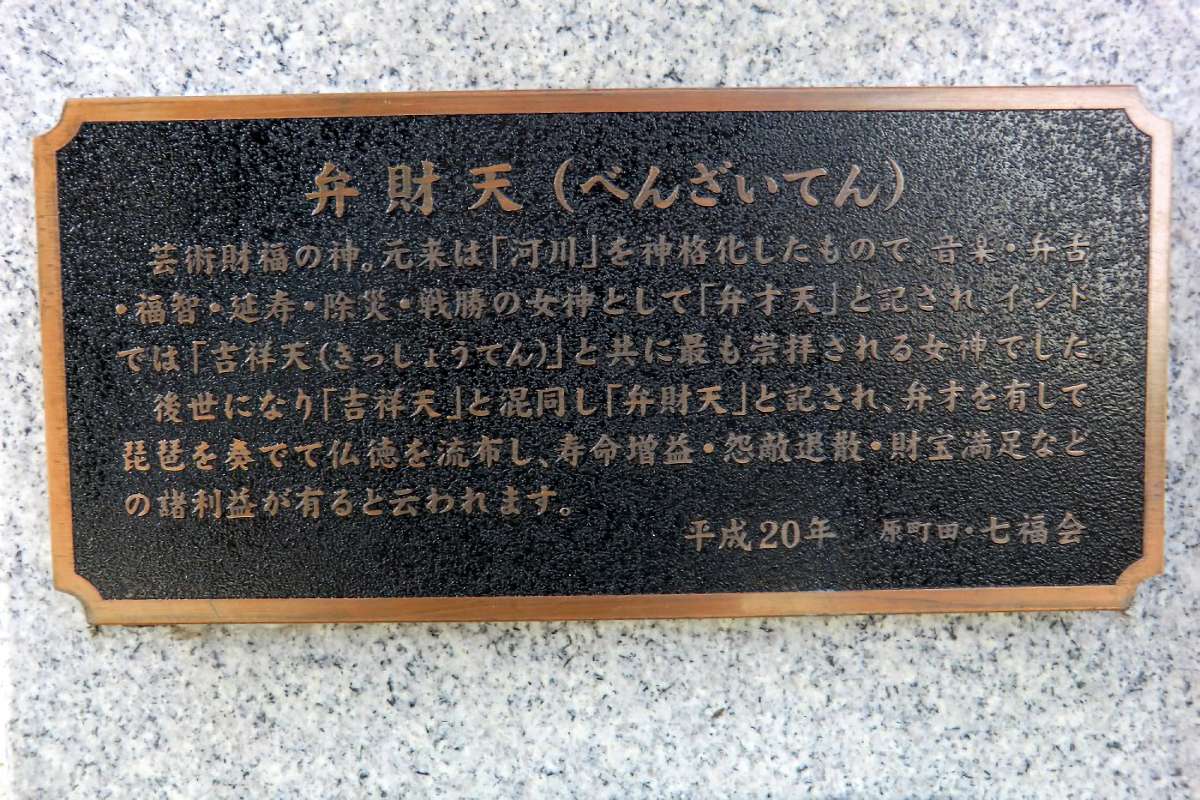 弁財天(べんざいてん)
芸術財福の神。元来は「河川」を神格化したもので、音楽・弁舌
・福智・延寿・除災・戦勝の女神として「弁才天」と記され、インド
では「吉祥天(きっしょうてん)」と共に最も崇拝される女神でした。
後世になり「吉祥天」と混同し「弁財天」と記され、弁才を有して
琵琶を奏でて仏徳を流布し、寿命増益・怨敵退散・財宝満足など
の諸利益が有ると云われます。
平成20年 原町田・七福会